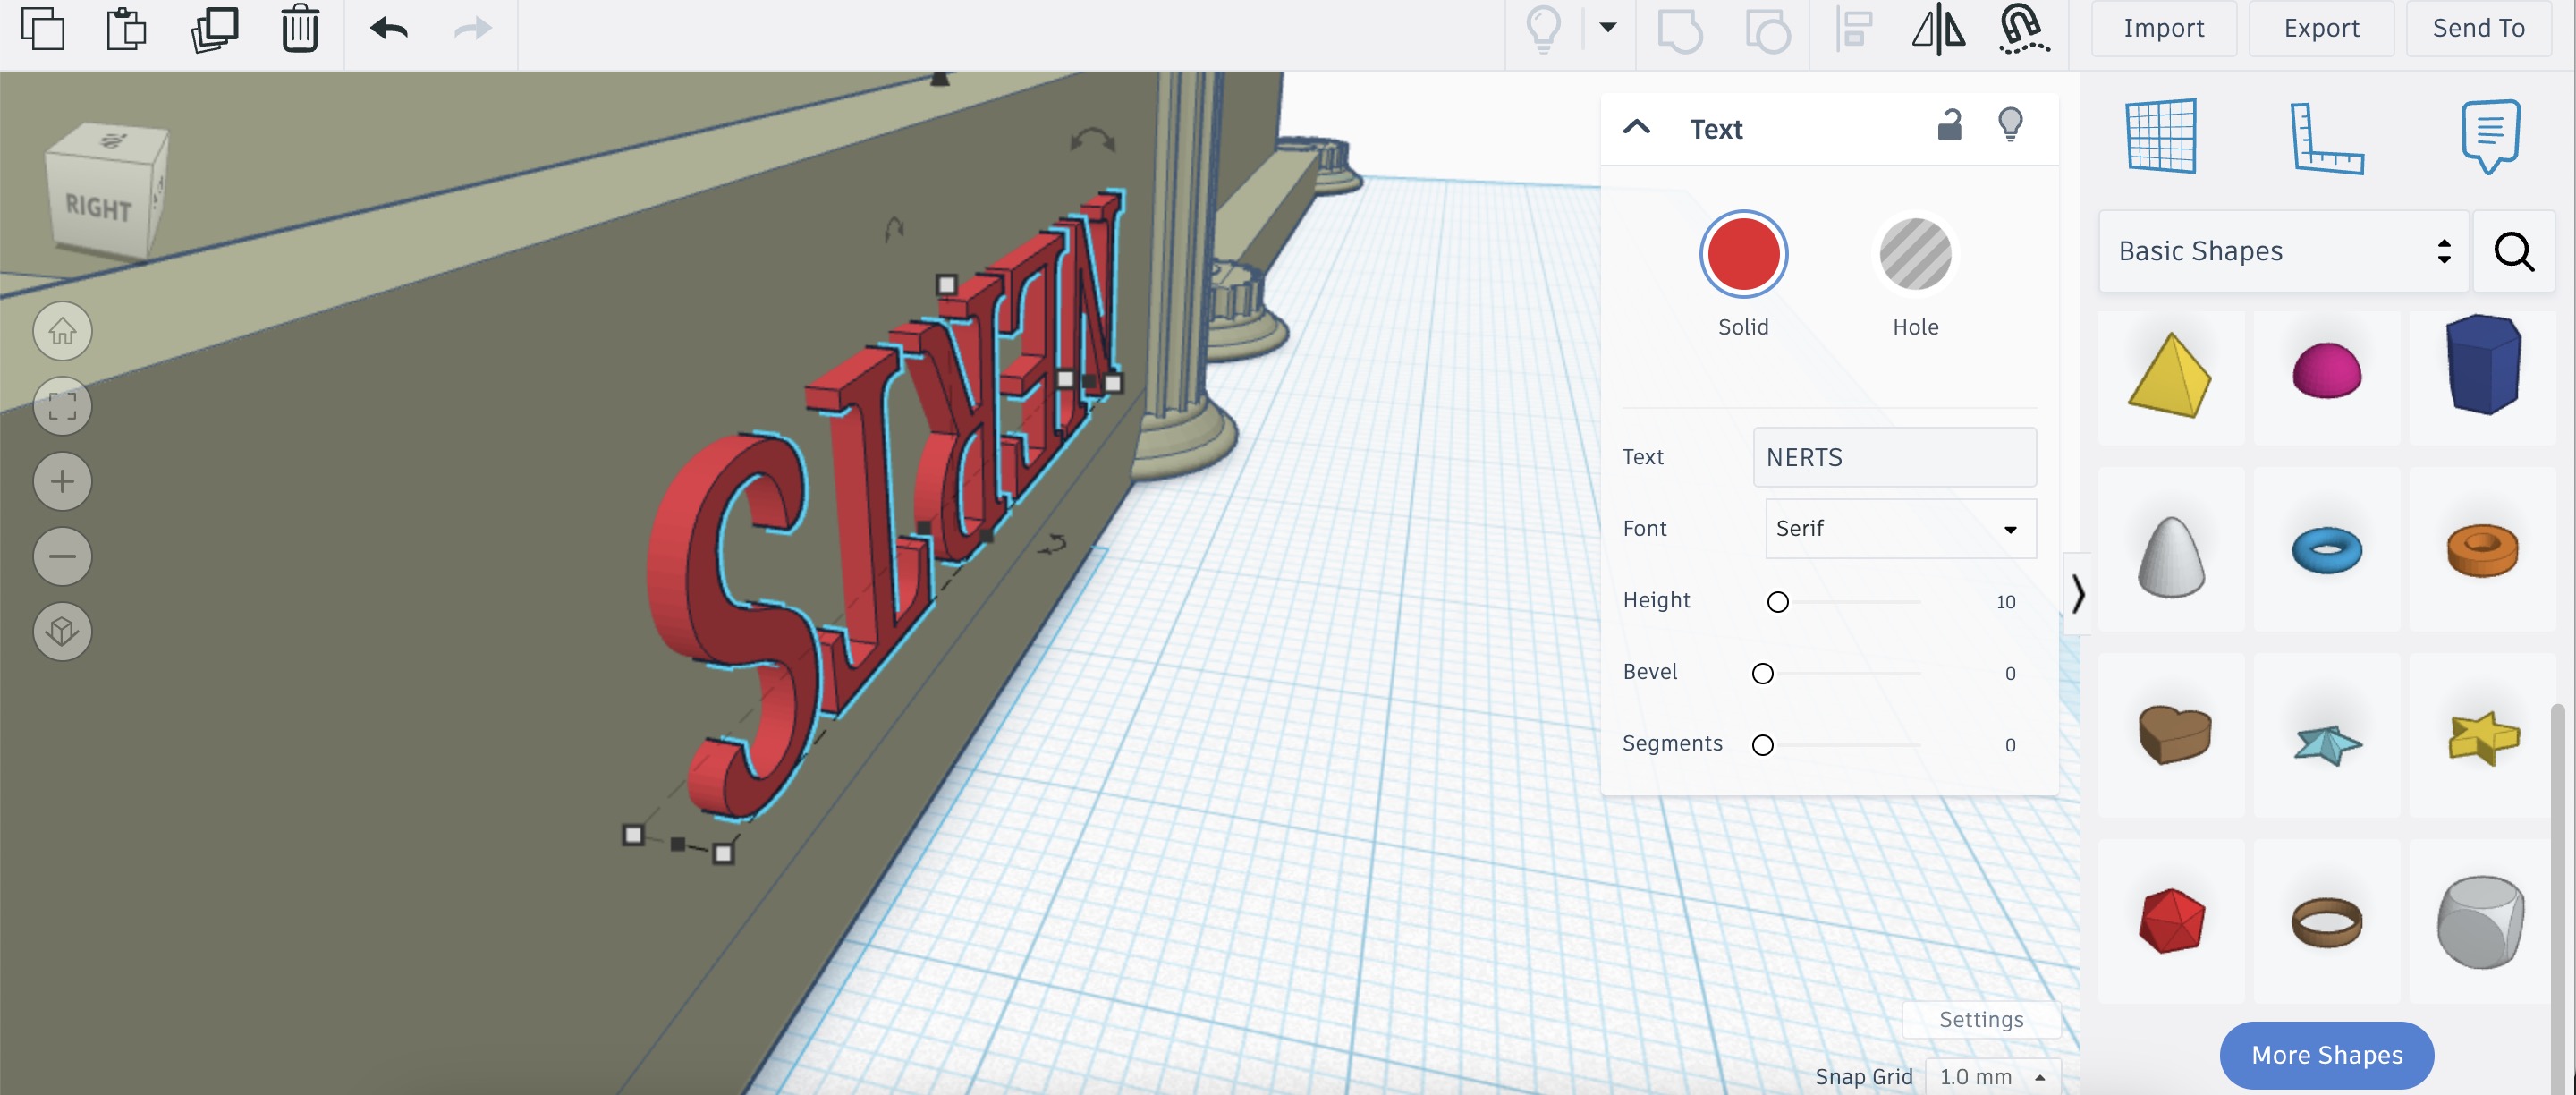 Import Export Send To
RIGHT
NERTS
Text
Solid Hole
Text NERTS
Font Serif
Height 10
Bevel 0
Segments 0
Settings
Snap Grid 1.0 mm
Basic Shapes
More Shapes